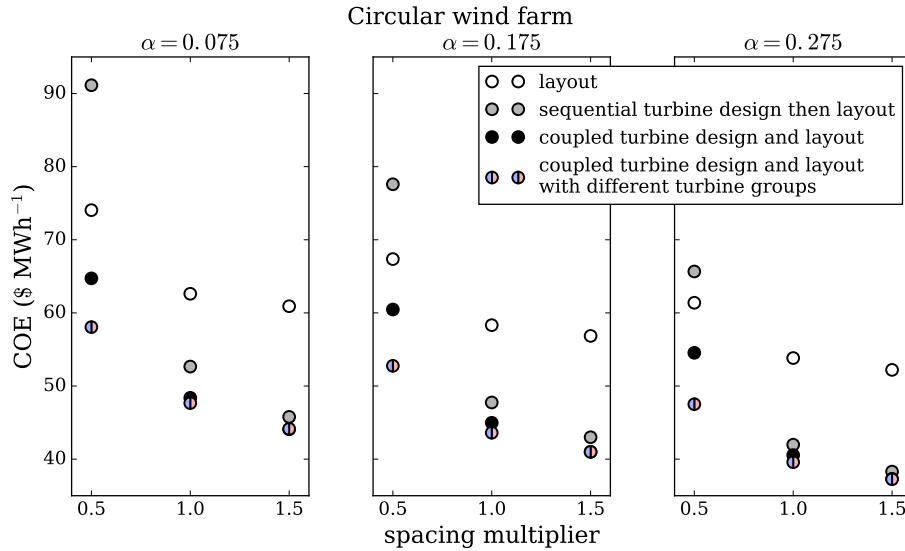 Circular wind farm
α = 0.075
α = 0.175
α = 0.275
layout
sequential turbine design then layout
coupled turbine design and layout
coupled turbine design and layout
with different turbine groups
COE ($ MWh⁻¹)
90
80
70
60
50
40
0.5 1.0 1.5
0.5 1.0 1.5
0.5 1.0 1.5
spacing multiplier